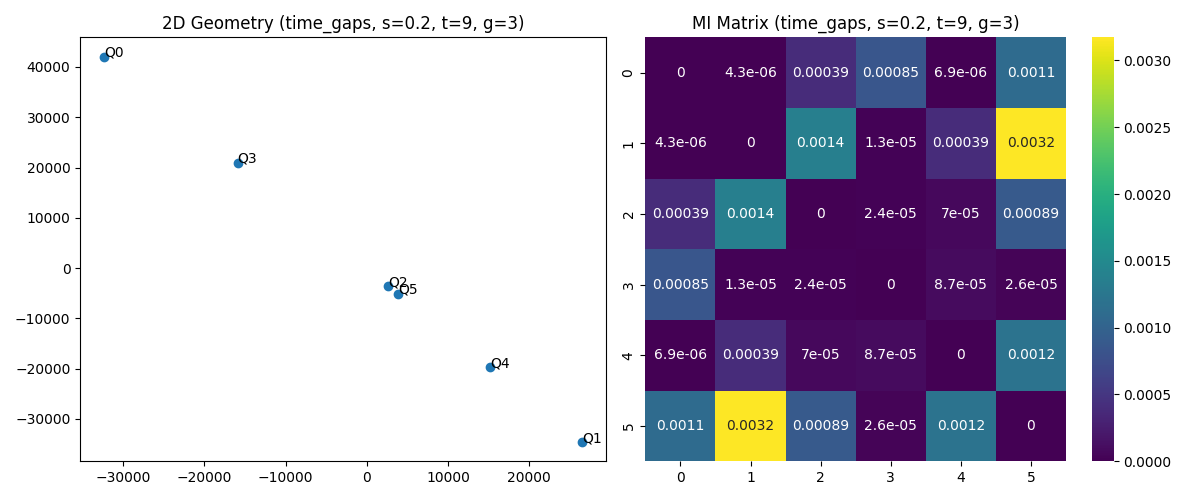 2D Geometry (time_gaps, s=0.2, t=9, g=3)
40000
30000
20000
10000
0
−10000
−20000
−30000
−30000 −20000 −10000 0 10000 20000
Q0
Q3
Q2
Q5
Q4
Q1
MI Matrix (time_gaps, s=0.2, t=9, g=3)
0 0 4.3e-06 0.00039 0.00085 6.9e-06 0.0011
1 4.3e-06 0 0.0014 1.3e-05 0.00039 0.0032
2 0.00039 0.0014 0 2.4e-05 7e-05 0.00089
3 0.00085 1.3e-05 2.4e-05 0 8.7e-05 2.6e-05
4 6.9e-06 0.00039 7e-05 8.7e-05 0 0.0012
5 0.0011 0.0032 0.00089 2.6e-05 0.0012 0
0 1 2 3 4 5
0.0030
0.0025
0.0020
0.0015
0.0010
0.0005
0.0000